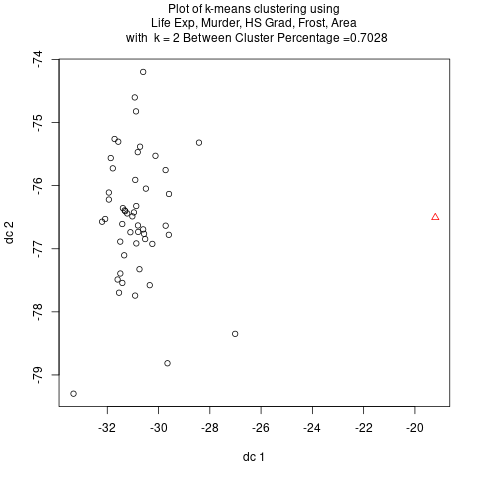 Plot of k-means clustering using
Life Exp, Murder, HS Grad, Frost, Area
with k = 2 Between Cluster Percentage =0.7028
-74
-75
-76
-77
-78
-79
dc 2
-32 -30 -28 -26 -24 -22 -20
dc 1